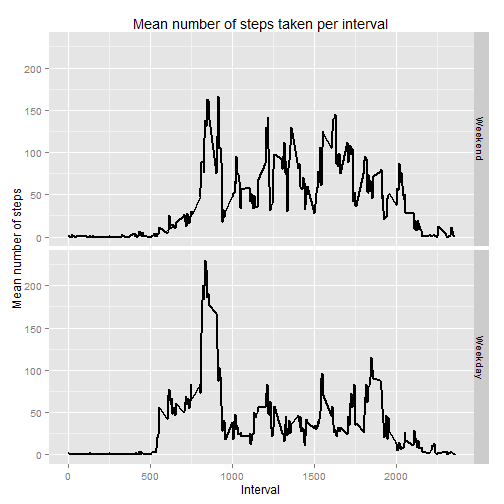 Mean number of steps taken per interval
Mean number of steps
200
150
100
50
0
Weekend
200
150
100
50
0
Weekday
0 500 1000 1500 2000
Interval